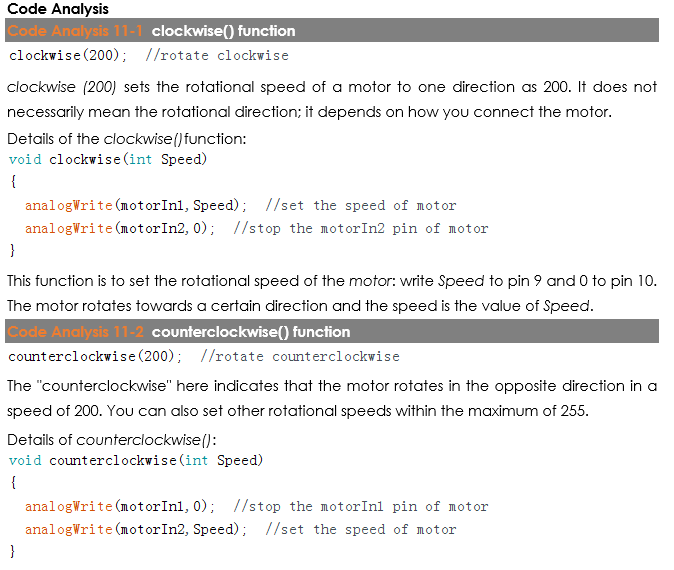 Code Analysis
Code Analysis 11-1 clockwise() function
clockwise(200); //rotate clockwise
clockwise (200) sets the rotational speed of a motor to one direction as 200. It does not
necessarily mean the rotational direction; it depends on how you connect the motor.
Details of the clockwise()function:
void clockwise(int Speed)
{
analogWrite(motorIn1,Speed); //set the speed of motor
analogWrite(motorIn2,0); //stop the motorIn2 pin of motor
}
This function is to set the rotational speed of the motor: write Speed to pin 9 and 0 to pin 10.
The motor rotates towards a certain direction and the speed is the value of Speed.
Code Analysis 11-2 counterclockwise() function
counterclockwise(200); //rotate counterclockwise
The "counterclockwise" here indicates that the motor rotates in the opposite direction in a
speed of 200. You can also set other rotational speeds within the maximum of 255.
Details of counterclockwise():
void counterclockwise(int Speed)
{
analogWrite(motorIn1,0); //stop the motorIn1 pin of motor
analogWrite(motorIn2,Speed); //set the speed of motor
}